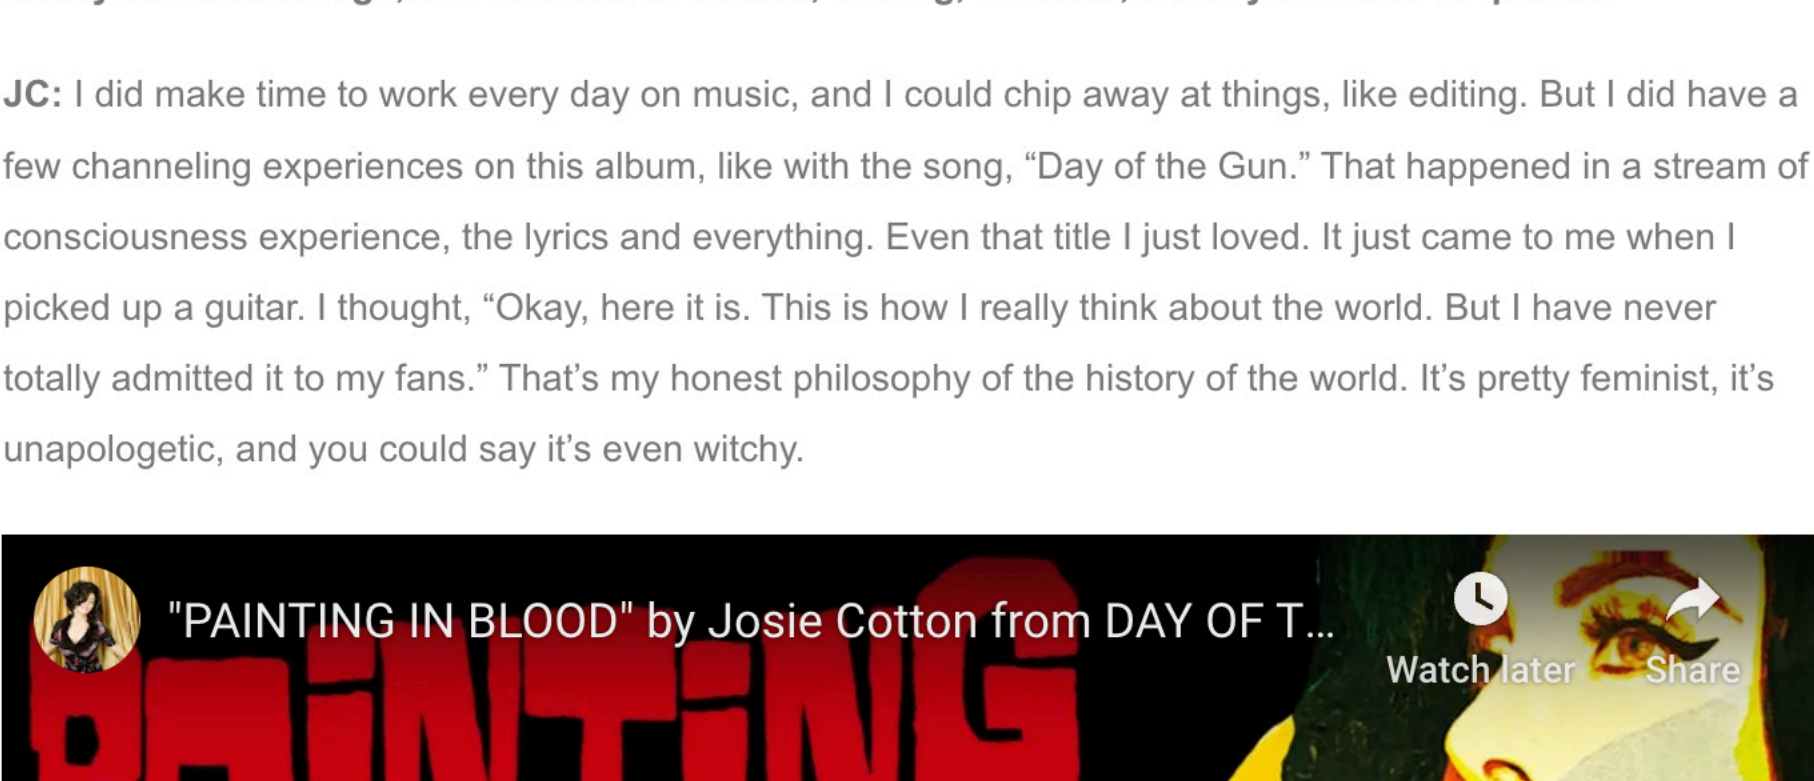 JC: I did make time to work every day on music, and I could chip away at things, like editing. But I did have a
few channeling experiences on this album, like with the song, “Day of the Gun.” That happened in a stream of
consciousness experience, the lyrics and everything. Even that title I just loved. It just came to me when I
picked up a guitar. I thought, “Okay, here it is. This is how I really think about the world. But I have never
totally admitted it to my fans.” That’s my honest philosophy of the history of the world. It’s pretty feminist, it’s
unapologetic, and you could say it’s even witchy.
"PAINTING IN BLOOD" by Josie Cotton from DAY OF T...
Watch later
Share
PAiNTiNG